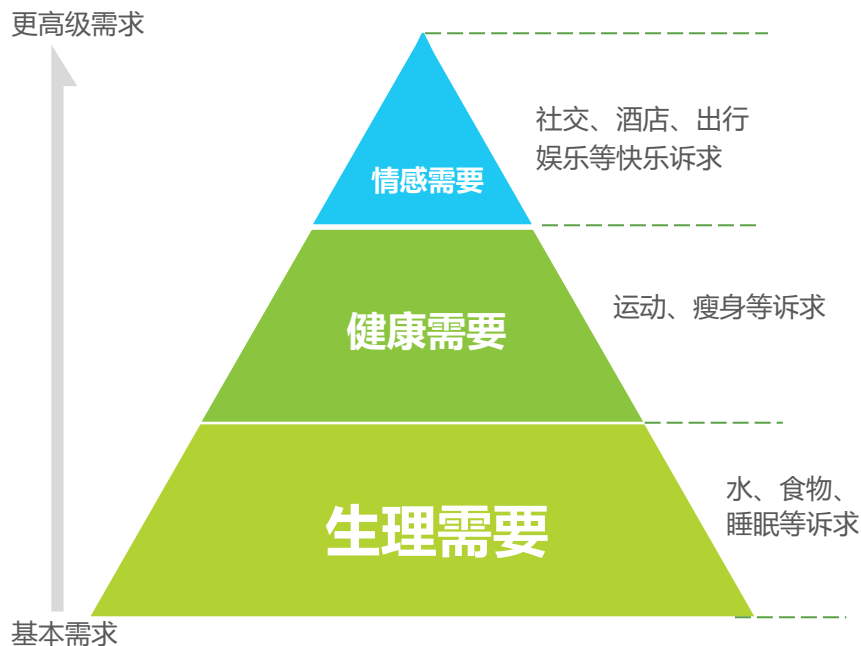 更高级需求
社交、酒店、出行
娱乐等快乐诉求
情感需要
运动、瘦身等诉求
健康需要
水、食物、
睡眠等诉求
生理需要
基本需求